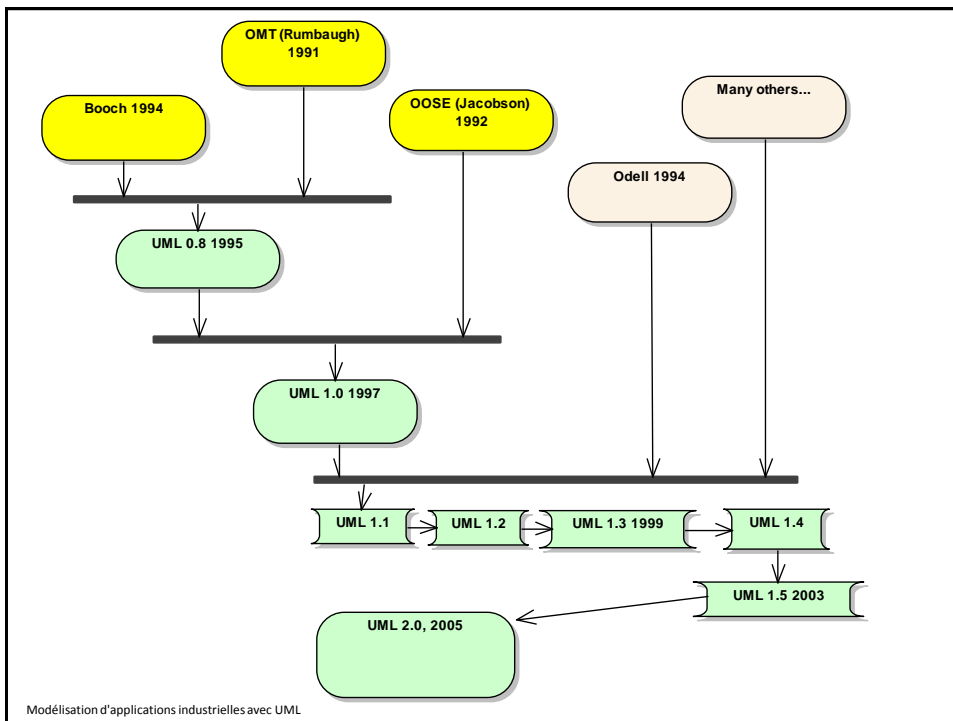 OMT (Rumbaugh)
1991
Booch 1994
OOSE (Jacobson)
1992
Many others...
Odell 1994
UML 0.8 1995
UML 1.0 1997
UML 1.1
UML 1.2
UML 1.3 1999
UML 1.4
UML 1.5 2003
UML 2.0, 2005
Modélisation d'applications industrielles avec UML